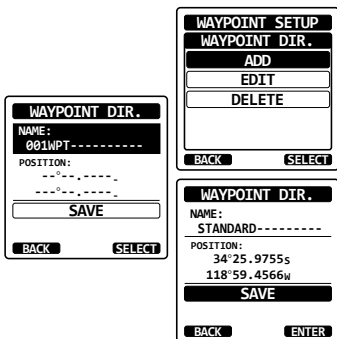 WAYPOINT SETUP
WAYPOINT DIR.
ADD
EDIT
DELETE
BACK SELECT
WAYPOINT DIR.
NAME:
001WPT----------
POSITION:
--°--.----_
---°--.----_
SAVE
BACK SELECT
WAYPOINT DIR.
NAME:
STANDARD---------
POSITION:
34°25.9755S
118°59.4566W
SAVE
BACK ENTER